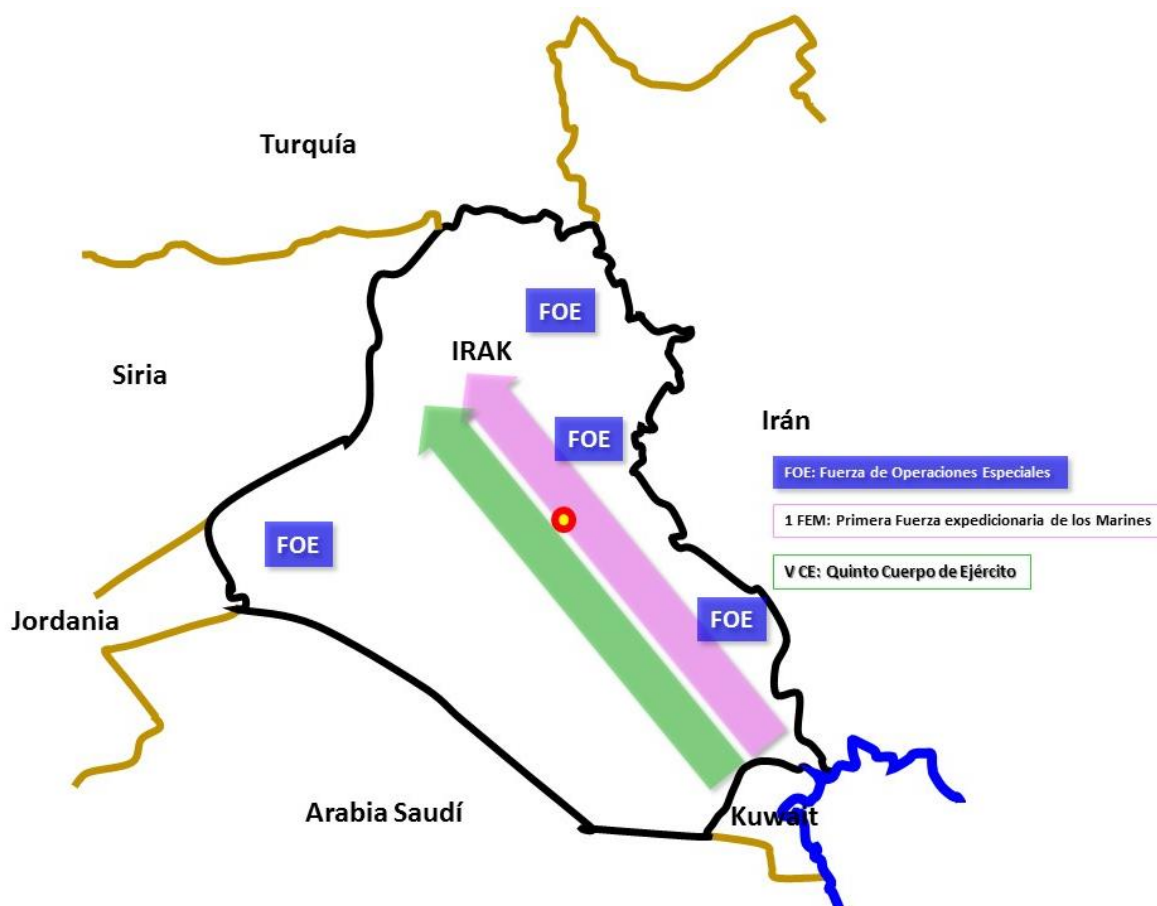 Turquía
FOE
IRAK
Siria
FOE
Irán
FOE: Fuerza de Operaciones Especiales
1 FEM: Primera Fuerza expedicionaria de los Marines
FOE
V CE: Quinto Cuerpo de Ejército
Jordania
FOE
Arabia Saudí
Kuwait